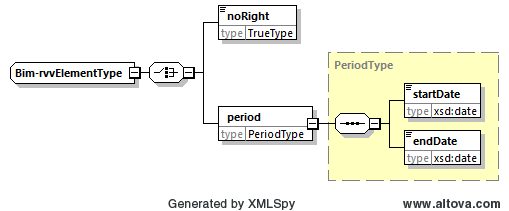 Bim-rvvElementType
noRight
type TrueType
period
type PeriodType
PeriodType
startDate
type xsd:date
endDate
type xsd:date
Generated by XMLSpy
www.altova.com